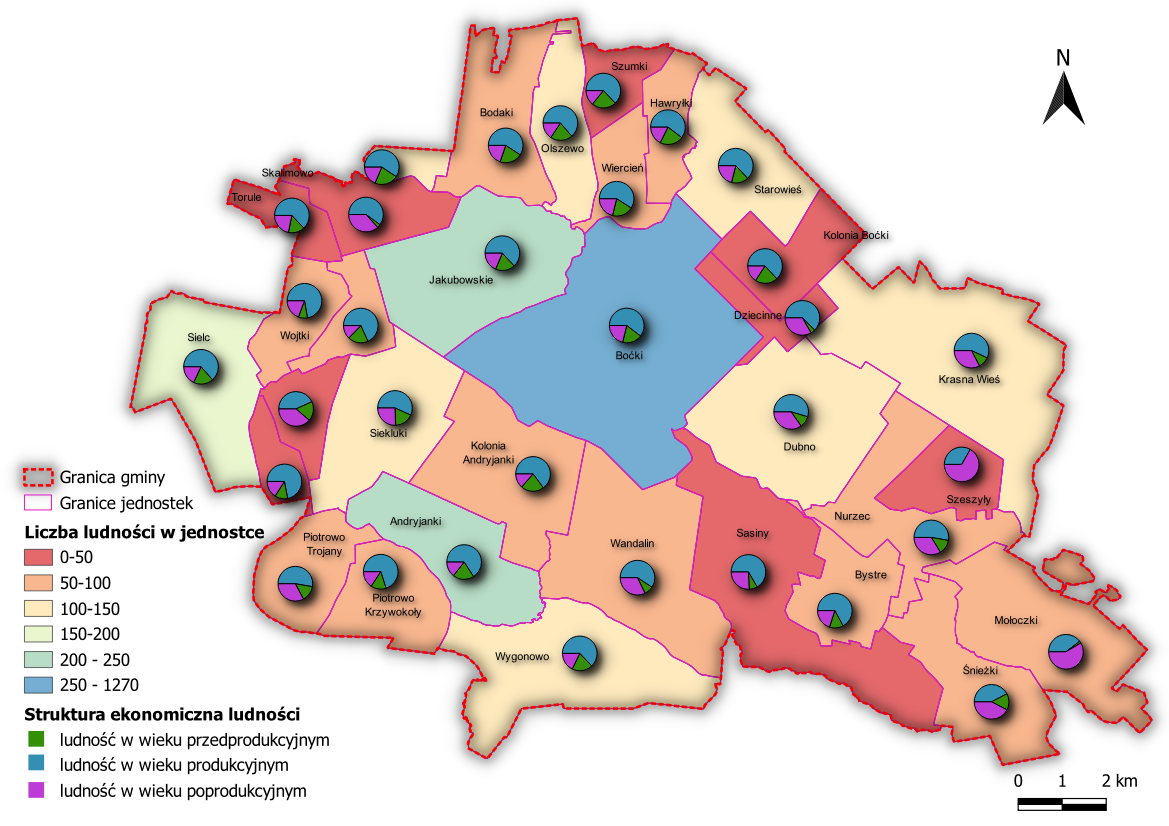 N
Szumki
Hawryłki
Bodaki
Olszewo
Wiercień
Skalimowo
Torule
Starowieś
Kolonia Boćki
Jakubowskie
Dziecinne
Wojtki
Sielc
Boćki
Krasna Wieś
Siekluki
Kolonia
Andryjanki
Dubno
Szeszyły
Nurzec
Andryjanki
Sasiny
Piotrowo
Trojany
Wandalin
Bystre
Piotrowo
Krzywokoły
Mołoczki
Wygonowo
Śnieżki
Granica gminy
Granice jednostek
Liczba ludności w jednostce
0-50
50-100
100-150
150-200
200 - 250
250 - 1270
Struktura ekonomiczna ludności
ludność w wieku przedprodukcyjnym
ludność w wieku produkcyjnym
ludność w wieku poprodukcyjnym
0 1 2 km